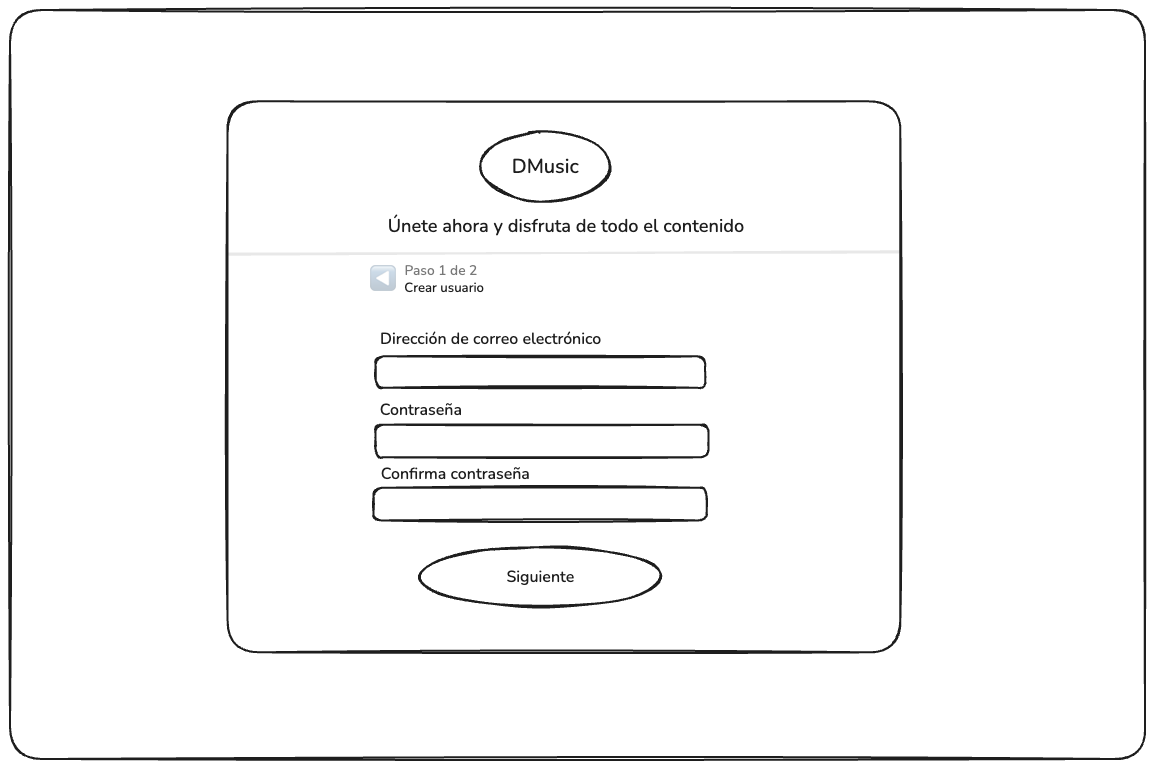 DMusic
Únete ahora y disfruta de todo el contenido
Paso 1 de 2
Crear usuario
Dirección de correo electrónico
Contraseña
Confirma contraseña
Siguiente